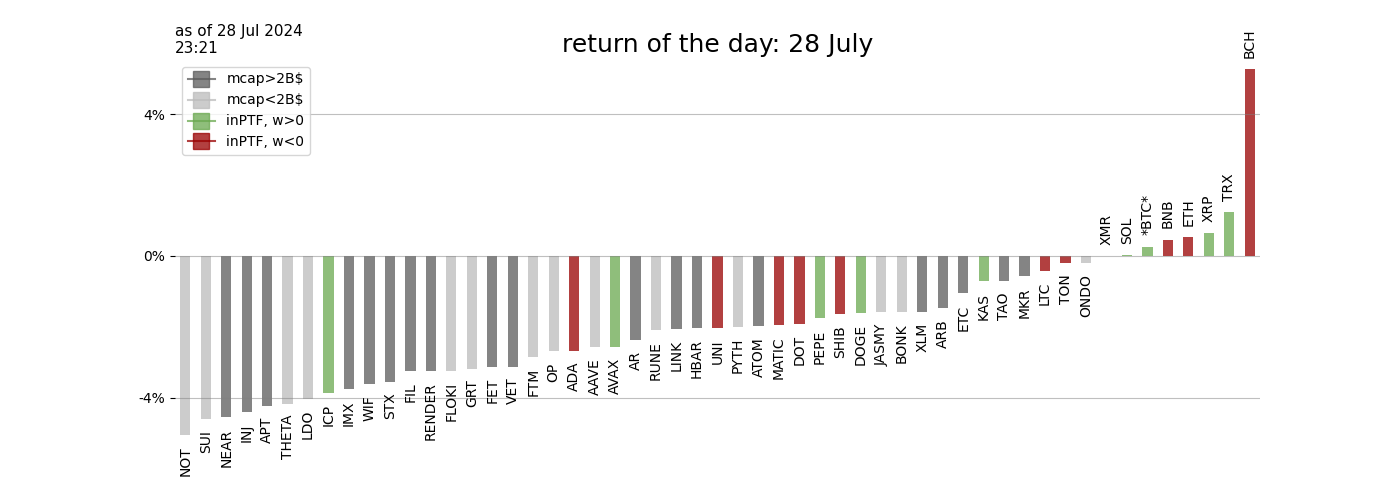 as of 28 Jul 2024
23:21
return of the day: 28 July
mcap>2B$
mcap<2B$
inPTF, w>0
inPTF, w<0
4%
0%
-4%
NOT
SUI
NEAR
INJ
APT
THETA
LDO
ICP
IMX
WIF
STX
FIL
RENDER
FLOKI
GRT
FET
VET
FTM
OP
ADA
AAVE
AVAX
AR
RUNE
LINK
HBAR
UNI
PYTH
ATOM
MATIC
DOT
PEPE
SHIB
DOGE
JASMY
BONK
XLM
ARB
ETC
KAS
TAO
MKR
LTC
TON
ONDO
XMR
SOL
*BTC*
BNB
ETH
XRP
TRX
BCH